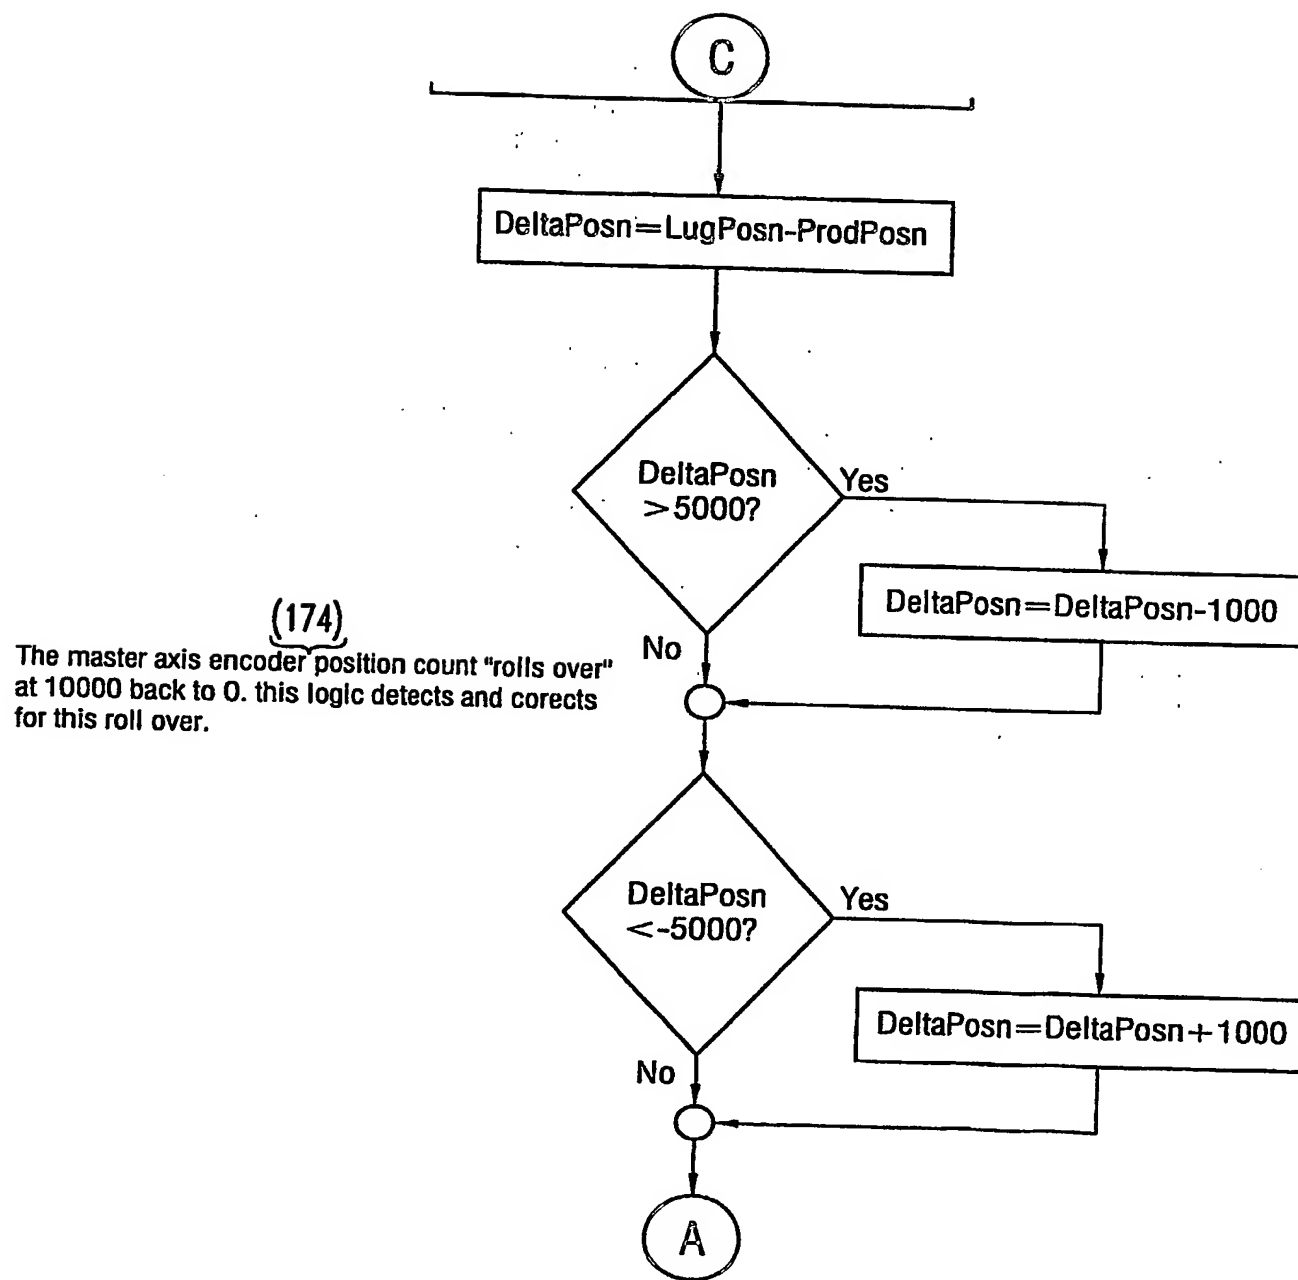 C
DeltaPosn=LugPosn-ProdPosn
DeltaPosn
>5000?
Yes
DeltaPosn=DeltaPosn-1000
No
(174)
The master axis encoder position count "rolls over"
at 10000 back to 0. this logic detects and corects
for this roll over.
DeltaPosn
<-5000?
Yes
DeltaPosn=DeltaPosn+1000
No
A